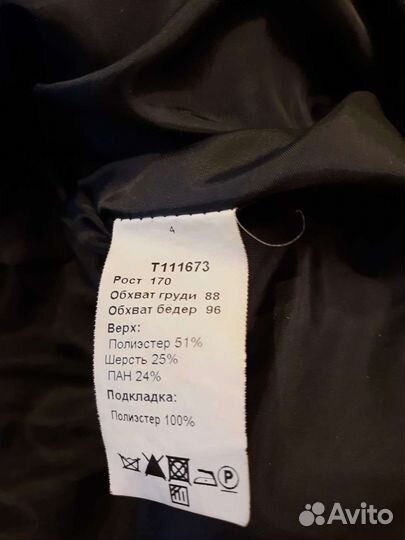 4
Т111673
Рост 170
Обхват груди 88
Обхват бедер 96
Верх:
Полиэстер 51%
Шерсть 25%
ПАН 24%
Подкладка:
Полиэстер 100%
P
Avito